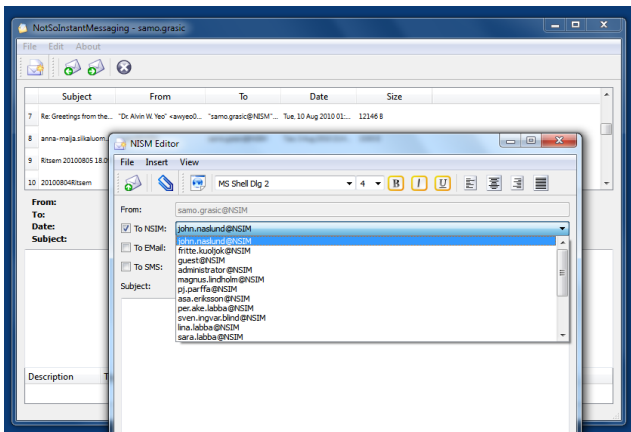 NotSoInstantMessaging - samo.grasic
File Edit About
Subject From To Date Size
7 Re: Greetings from the... "Dr. Alvin W. Yeo" <awyeo0... "samo.grasic@NISM"... Tue, 10 Aug 2010 01:... 12146 B
8 anna-maija.siikaluom.
9 Ritsem 20100805 18.0
10 20100804Ritsem
From:
To:
Date:
Subject:
Description T
NISM Editor
File Insert View
MS Shell Dlg 2 4 B I U
From: samo.grasic@NSIM
To NSIM: john.naslund@NSIM
To EMail:
To SMS:
Subject:
john.naslund@NSIM
fritte.kuoljok@NSIM
guest@NSIM
administrator@NSIM
magnus.lindholm@NSIM
pj.parffa@NSIM
asa.eriksson@NSIM
per.ake.labba@NSIM
sven.ingvar.blind@NSIM
lina.labba@NSIM
sara.labba@NSIM